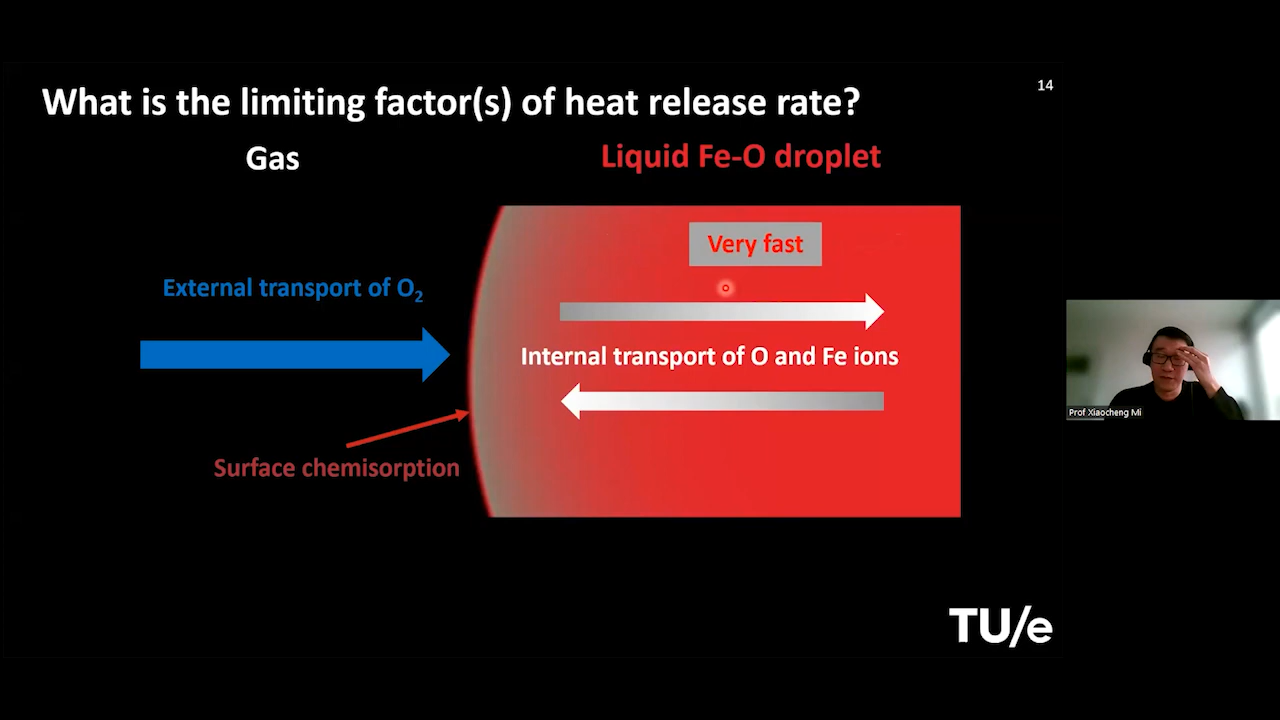 What is the limiting factor(s) of heat release rate?
14
Gas
Liquid Fe-O droplet
Very fast
External transport of O₂
Internal transport of O and Fe ions
Surface chemisorption
Prof Xiaocheng Mi
TU/e